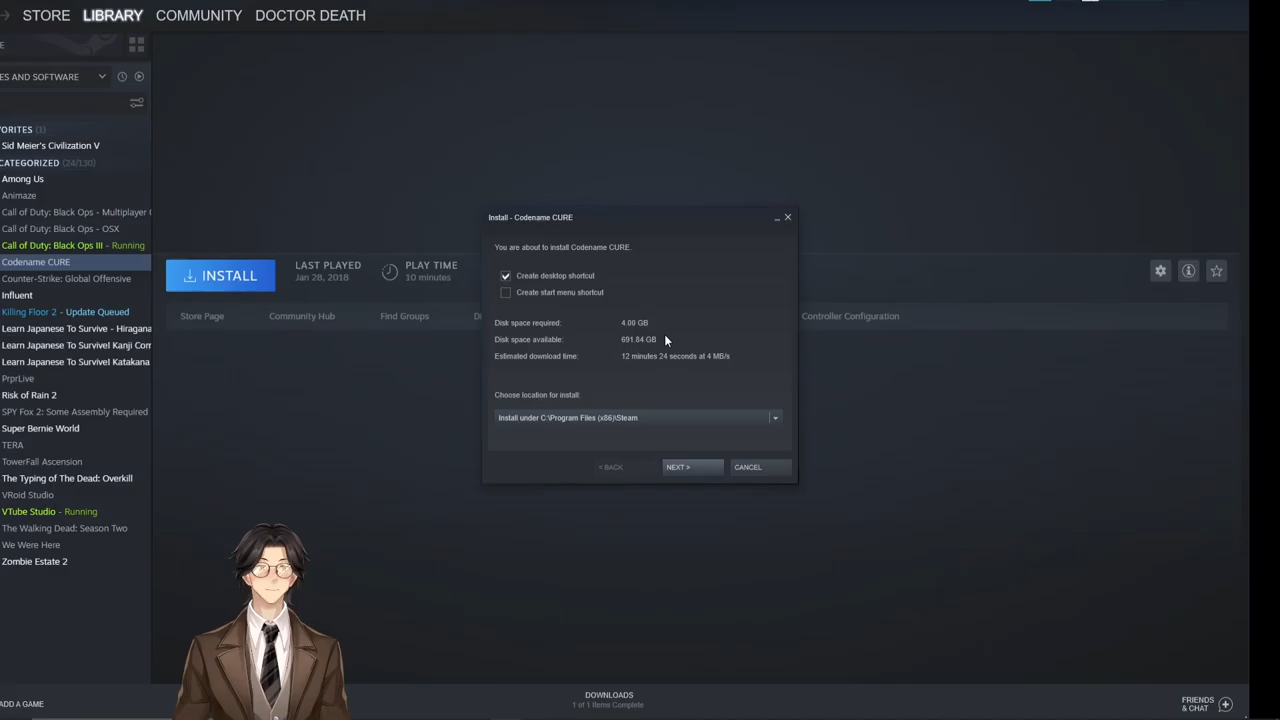 STORE LIBRARY COMMUNITY DOCTOR DEATH
ES AND SOFTWARE
ORITES (1)
Sid Meier's Civilization V
CATEGORIZED (24/130)
Among Us
Animaze
Call of Duty: Black Ops - Multiplayer
Call of Duty: Black Ops - OSX
Call of Duty: Black Ops III - Running
Codename CURE
Counter-Strike: Global Offensive
Influent
Killing Floor 2 - Update Queued
Learn Japanese To Survive - Hiragana
Learn Japanese To Survive! Kanji Com
Learn Japanese To Survive! Katakana
PrprLive
Risk of Rain 2
SPY Fox 2: Some Assembly Required
Super Bernie World
TERA
TowerFall Ascension
The Typing of The Dead: Overkill
VRoid Studio
VTube Studio - Running
The Walking Dead: Season Two
We Were Here
Zombie Estate 2
ADD A GAME
INSTALL
LAST PLAYED
Jan 28, 2018
PLAY TIME
10 minutes
Store Page Community Hub Find Groups Controller Configuration
Install - Codename CURE
You are about to install Codename CURE.
Create desktop shortcut
Create start menu shortcut
Disk space required: 4.00 GB
Disk space available: 691.84 GB
Estimated download time: 12 minutes 24 seconds at 4 MB/s
Choose location for install:
Install under C:\Program Files (x86)\Steam
< BACK NEXT > CANCEL
DOWNLOADS
1 of 1 Items Complete
FRIENDS
& CHAT